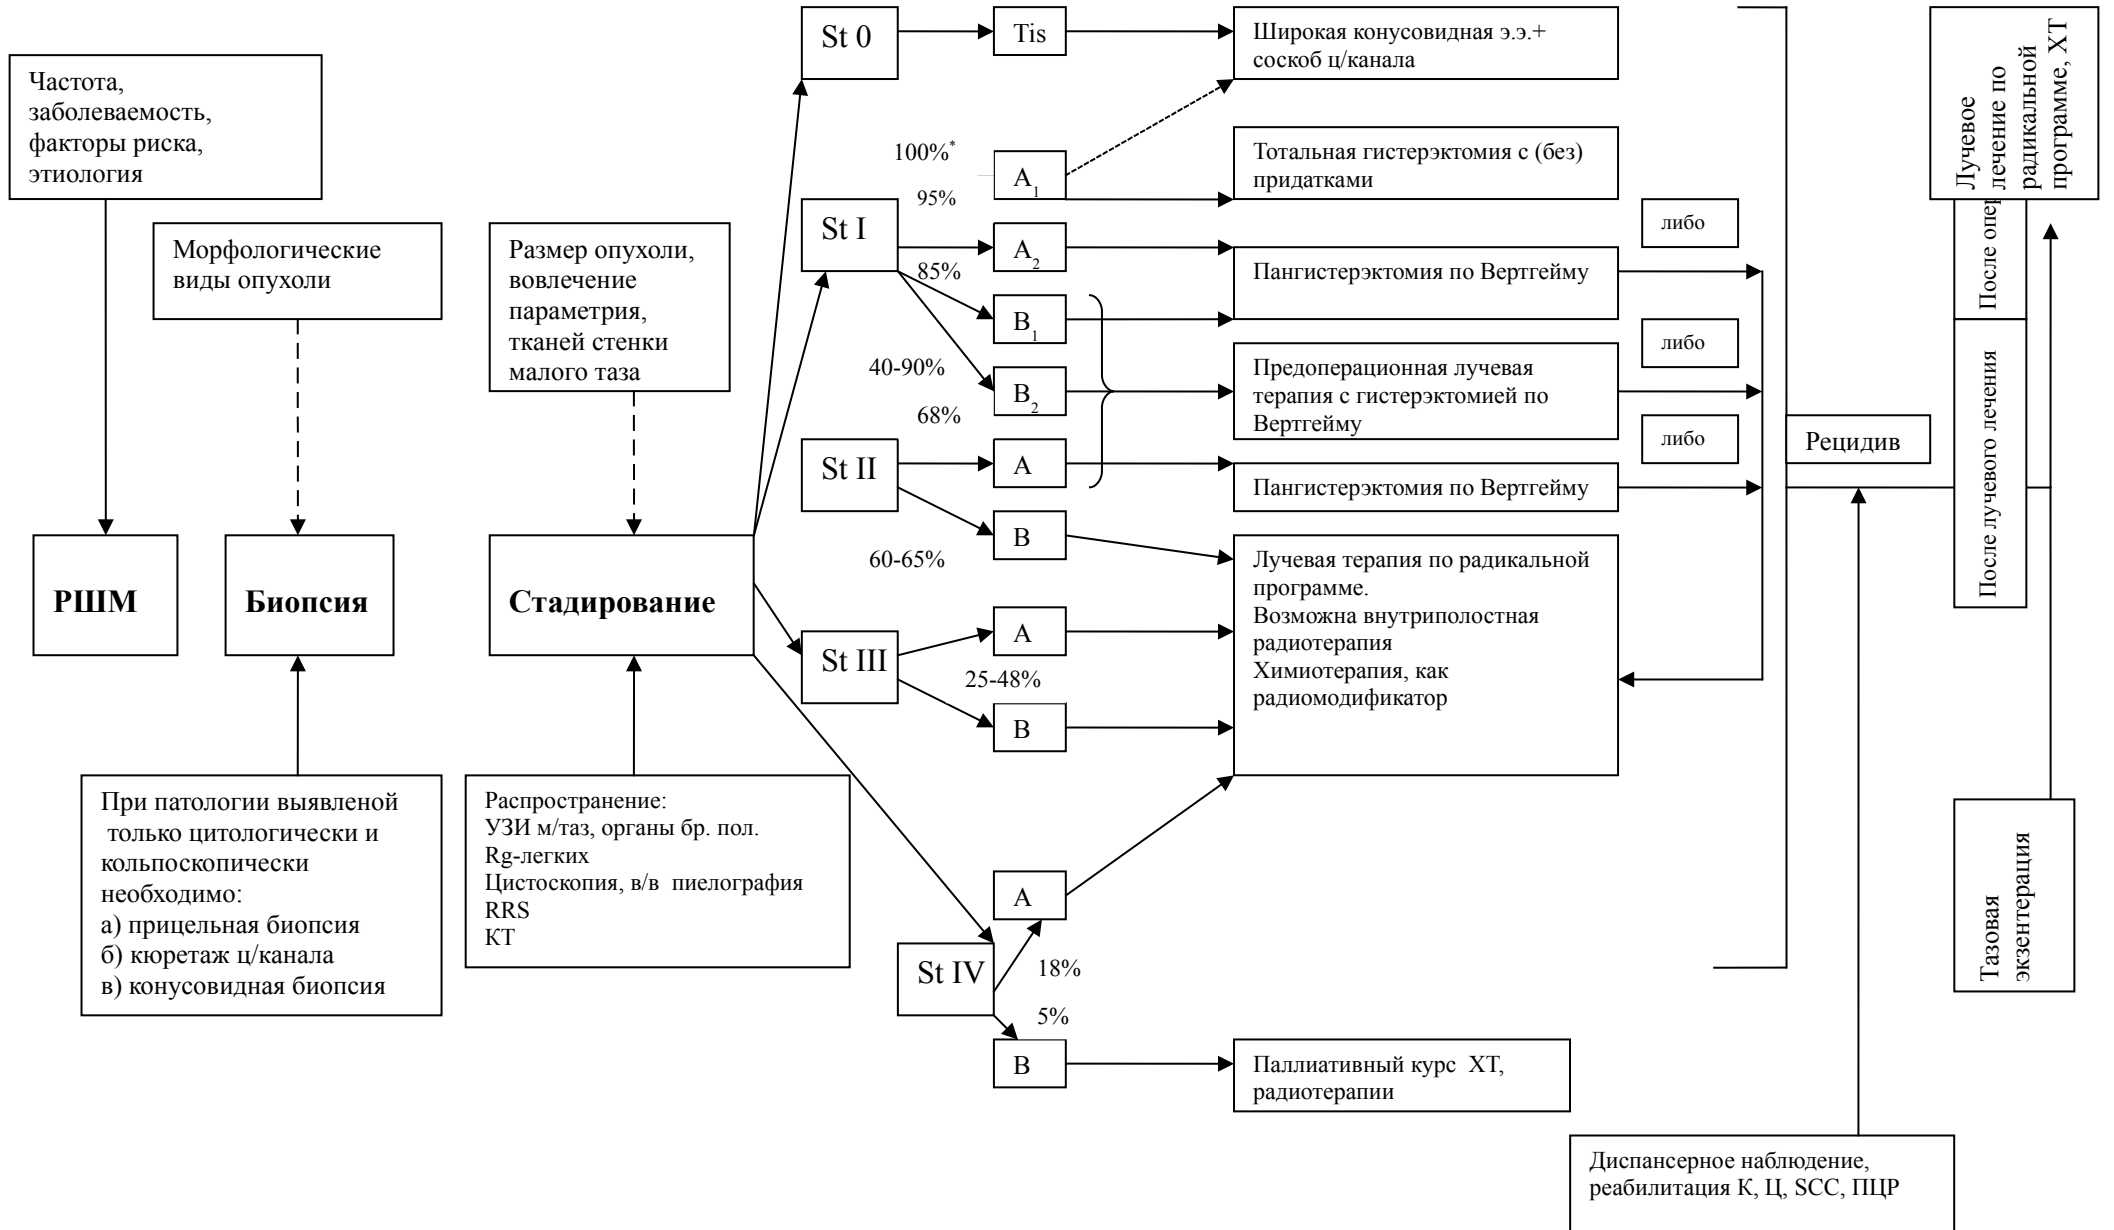 Частота,
заболеваемость,
факторы риска,
этиология
Морфологические
виды опухоли
РШМ
Биопсия
При патологии выявленой
только цитологически и
кольпоскопически
необходимо:
а) прицельная биопсия
б) кюретаж ц/канала
в) конусовидная биопсия
Размер опухоли,
вовлечение
параметрия,
тканей стенки
малого таза
Стадирование
Распространение:
УЗИ м/таз, органы бр. пол.
Rg-легких
Цистоскопия, в/в пиелография
RRS
КТ
St 0
Tis
Широкая конусовидная э.э.+
соскоб ц/канала
100%*
A1
95%
Тотальная гистерэктомия с (без)
придатками
St I
A2
85%
B1
Пангистерэктомия по Вертгейму
либо
40-90%
B2
68%
Предоперационная лучевая
терапия с гистерэктомией по
Вертгейму
либо
St II
A
Пангистерэктомия по Вертгейму
либо
B
60-65%
Лучевая терапия по радикальной
программе.
Возможна внутриполостная
радиотерапия
Химиотерапия, как
радиомодификатор
St III
A
25-48%
B
A
St IV
18%
5%
B
Паллиативный курс ХТ,
радиотерапии
Рецидив
Диспансерное наблюдение,
реабилитация К, Ц, SCC, ПЦР
Лучевое
лечение по
радикальной
программе, ХТ
После опер
После лучевого лечения
Тазовая
экзентерация